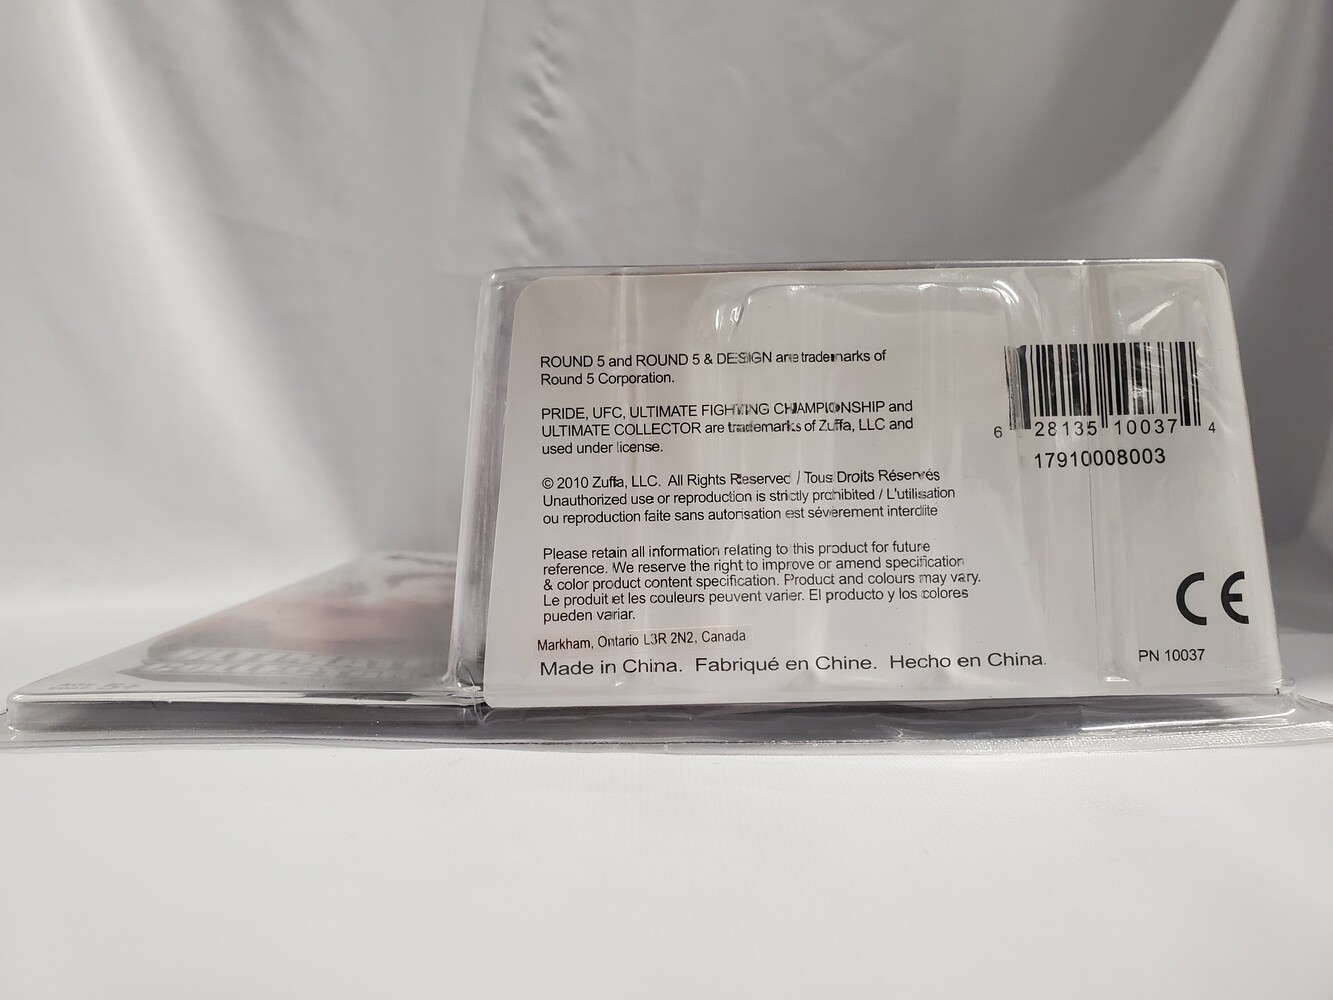 ROUND 5 and ROUND 5 & DESIGN are trademarks of
Round 5 Corporation.
PRIDE, UFC, ULTIMATE FIGHTING CHAMPIONSHIP and
ULTIMATE COLLECTOR are trademarks of Zuffa, LLC and
used under license.
© 2010 Zuffa, LLC. All Rights Reserved / Tous Droits Réservés
Unauthorized use or reproduction is strictly prohibited / L'utilisation
ou reproduction faite sans autorisation est sévèrement interdite
Please retain all information relating to this product for future
reference. We reserve the right to improve or amend specification
& color product content specification. Product and colours may vary.
Le produit et les couleurs peuvent varier. El producto y los colores
pueden variar.
Markham, Ontario L3R 2N2, Canada
Made in China. Fabriqué en Chine. Hecho en China.
6 28135 10037 4
17910008003
CE
PN 10037
5+